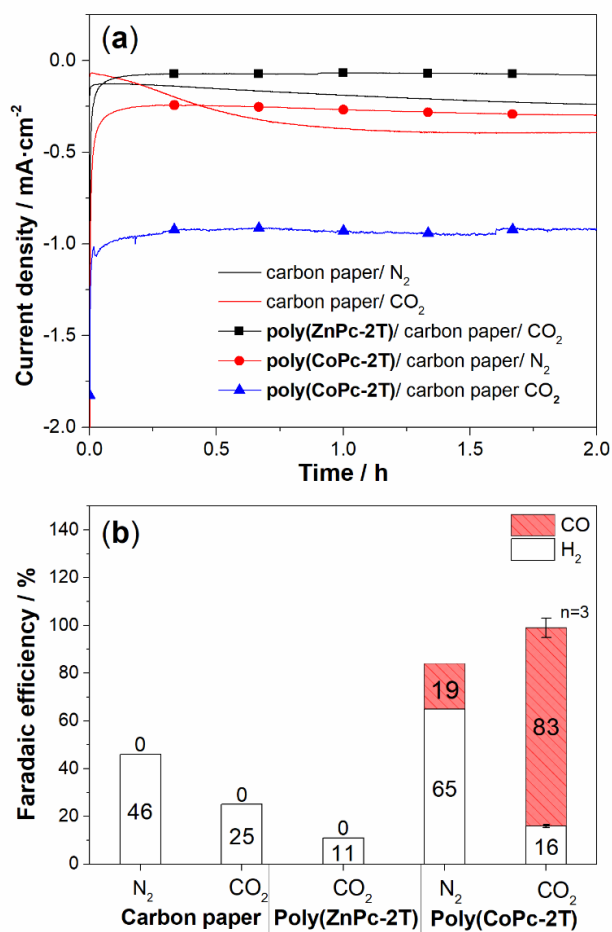 (a)
0.0
-0.5
-1.0
-1.5
-2.0
Current density / mA·cm⁻²
carbon paper/ N₂
carbon paper/ CO₂
poly(ZnPc-2T)/ carbon paper/ CO₂
poly(CoPc-2T)/ carbon paper/ N₂
poly(CoPc-2T)/ carbon paper CO₂
0.0 0.5 1.0 1.5 2.0
Time / h
(b)
CO
H₂
n=3
140
120
100
80
60
40
20
0
Faradaic efficiency / %
0
46
0
25
0
11
19
65
83
16
N₂ CO₂ CO₂ N₂ CO₂
Carbon paper Poly(ZnPc-2T) Poly(CoPc-2T)